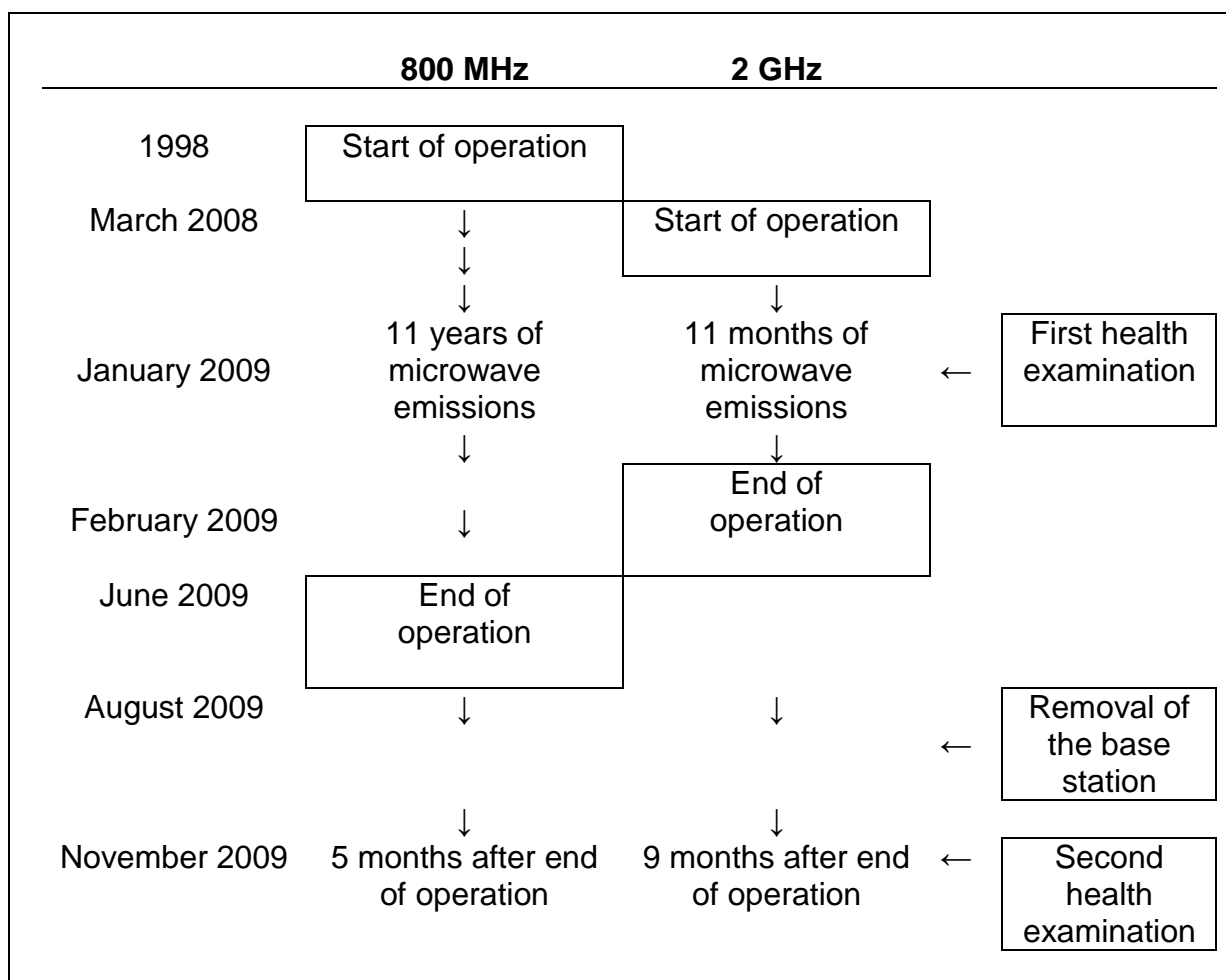 800 MHz 2 GHz
1998 Start of operation
March 2008 ↓ Start of operation
↓
↓ ↓
11 years of 11 months of First health
January 2009 microwave microwave ← examination
emissions emissions
↓ ↓
End of
February 2009 ↓ operation
June 2009 End of
operation
August 2009 ↓ ↓ Removal of
← the base
station
↓ ↓
November 2009 5 months after end 9 months after end ← Second
of operation of operation health
examination